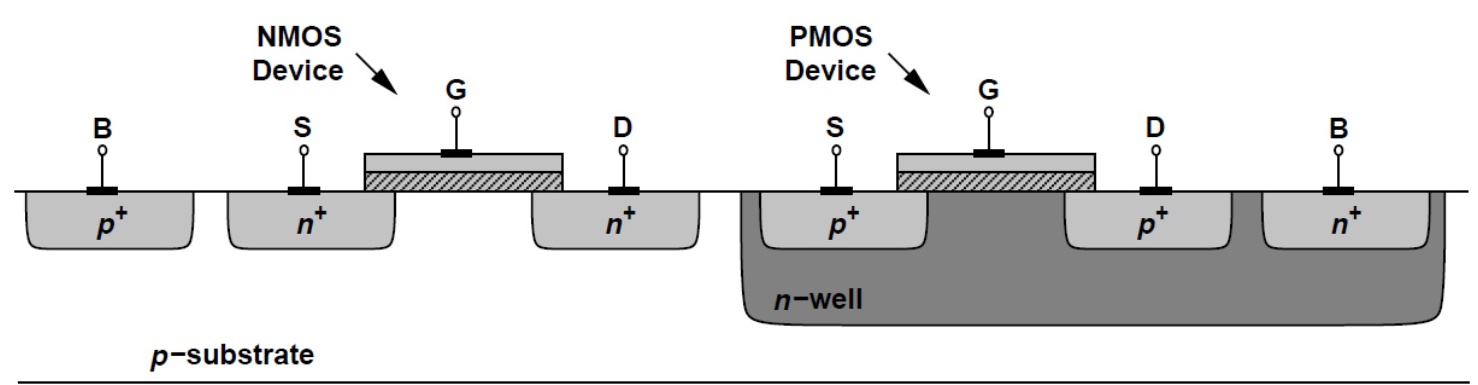 NMOS
Device
PMOS
Device
G
G
B
S
D
S
D
B
p+
n+
n+
p+
p+
n+
n−well
p−substrate